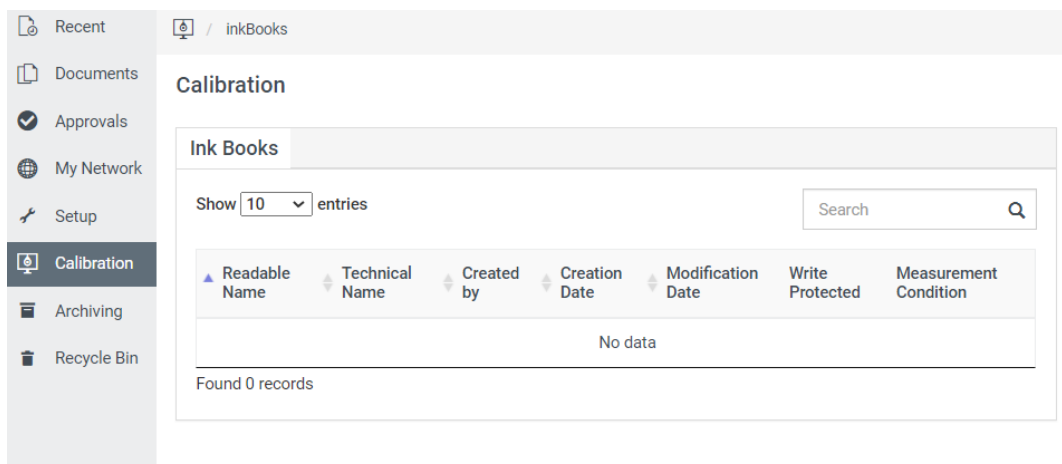 Recent
Documents
Approvals
My Network
Setup
Calibration
Archiving
Recycle Bin
/ inkBooks
Calibration
Ink Books
Show 10 entries
Search
Readable Name
Technical Name
Created by
Creation Date
Modification Date
Write Protected
Measurement Condition
No data
Found 0 records